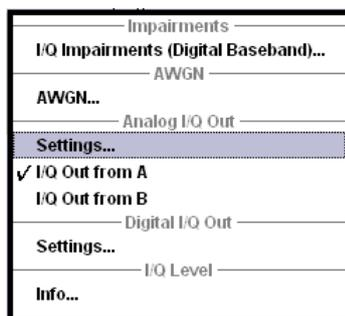 Impairments
I/Q Impairments (Digital Baseband)...
AWGN
AWGN...
Analog I/Q Out
Settings...
I/Q Out from A
I/Q Out from B
Digital I/Q Out
Settings...
I/Q Level
Info...